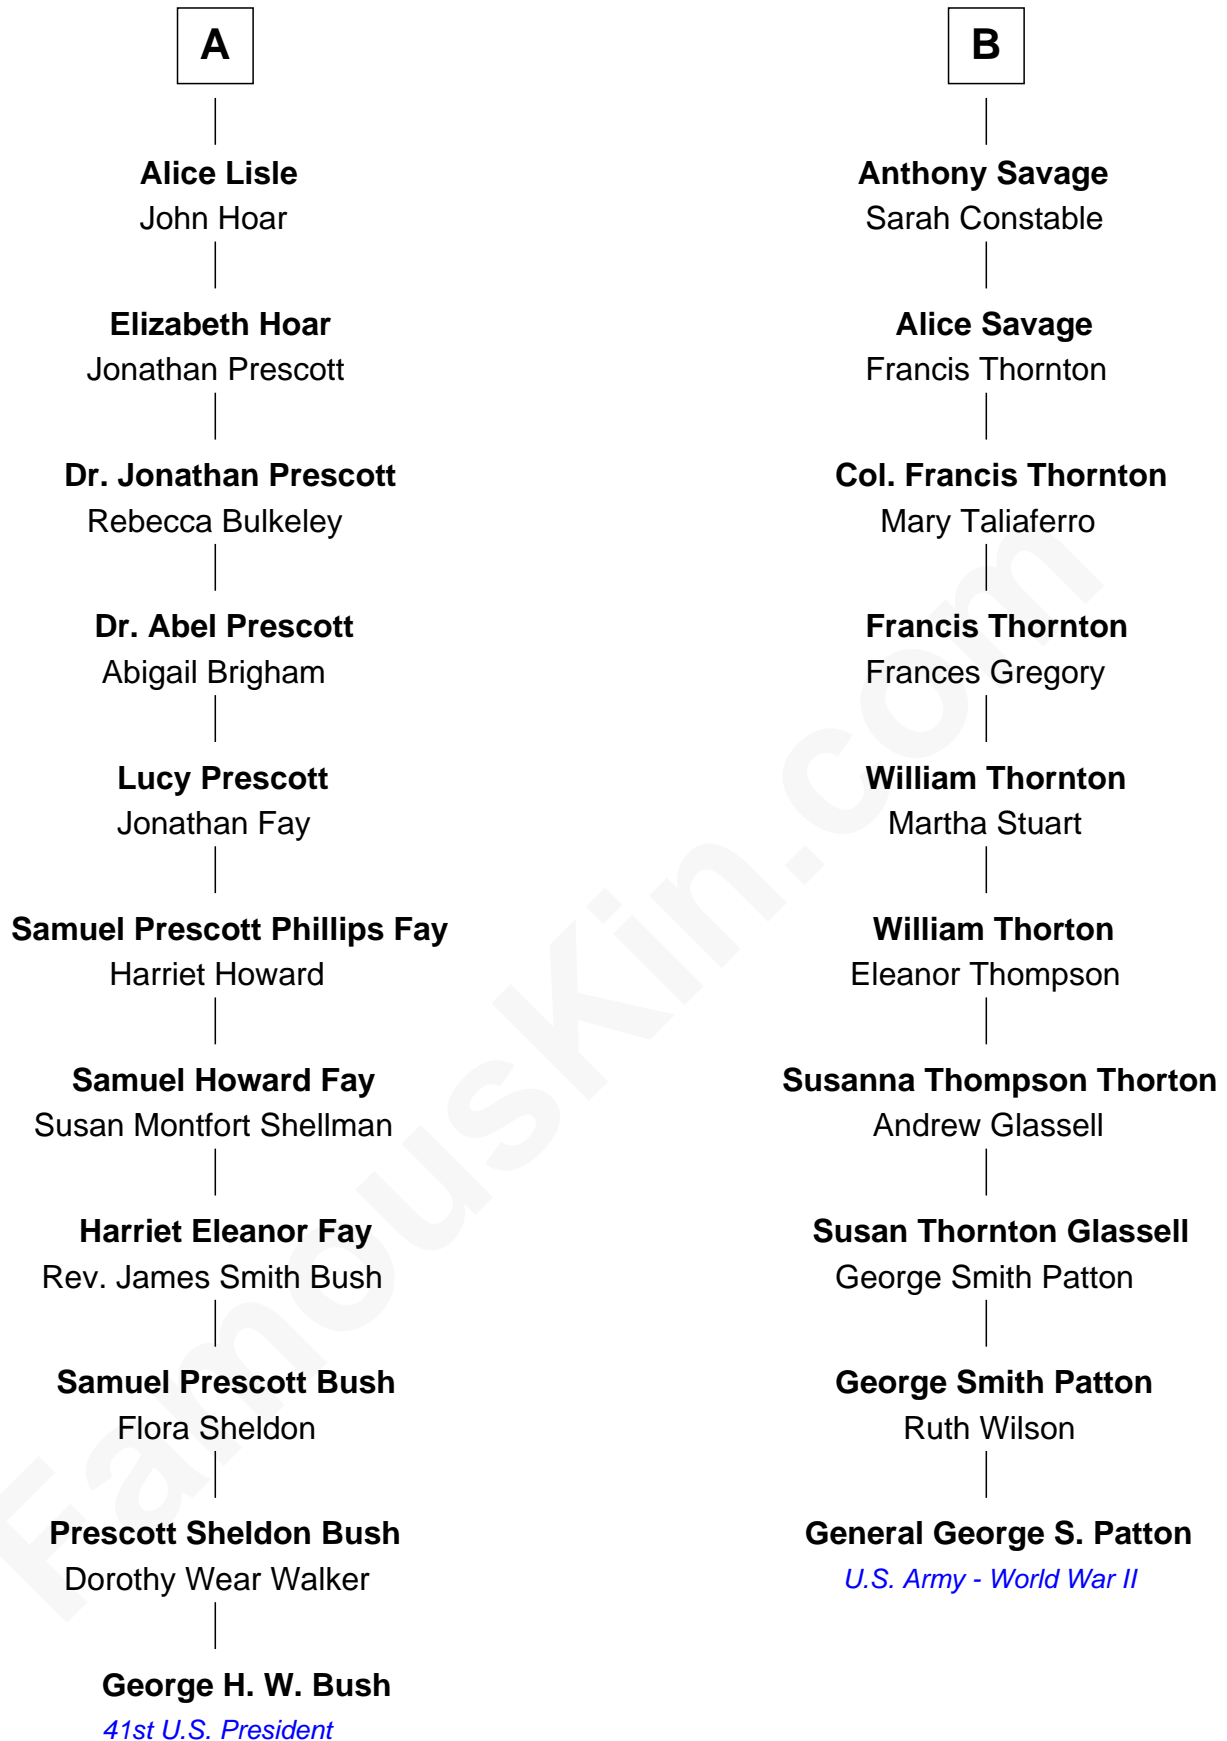 A
Alice Lisle
John Hoar
Elizabeth Hoar
Jonathan Prescott
Dr. Jonathan Prescott
Rebecca Bulkeley
Dr. Abel Prescott
Abigail Brigham
Lucy Prescott
Jonathan Fay
Samuel Prescott Phillips Fay
Harriet Howard
Samuel Howard Fay
Susan Montfort Shellman
Harriet Eleanor Fay
Rev. James Smith Bush
Samuel Prescott Bush
Flora Sheldon
Prescott Sheldon Bush
Dorothy Wear Walker
George H. W. Bush
41st U.S. President
B
Anthony Savage
Sarah Constable
Alice Savage
Francis Thornton
Col. Francis Thornton
Mary Taliaferro
Francis Thornton
Frances Gregory
William Thornton
Martha Stuart
William Thorton
Eleanor Thompson
Susanna Thompson Thorton
Andrew Glassell
Susan Thornton Glassell
George Smith Patton
George Smith Patton
Ruth Wilson
General George S. Patton
U.S. Army - World War II
FamousKin.com